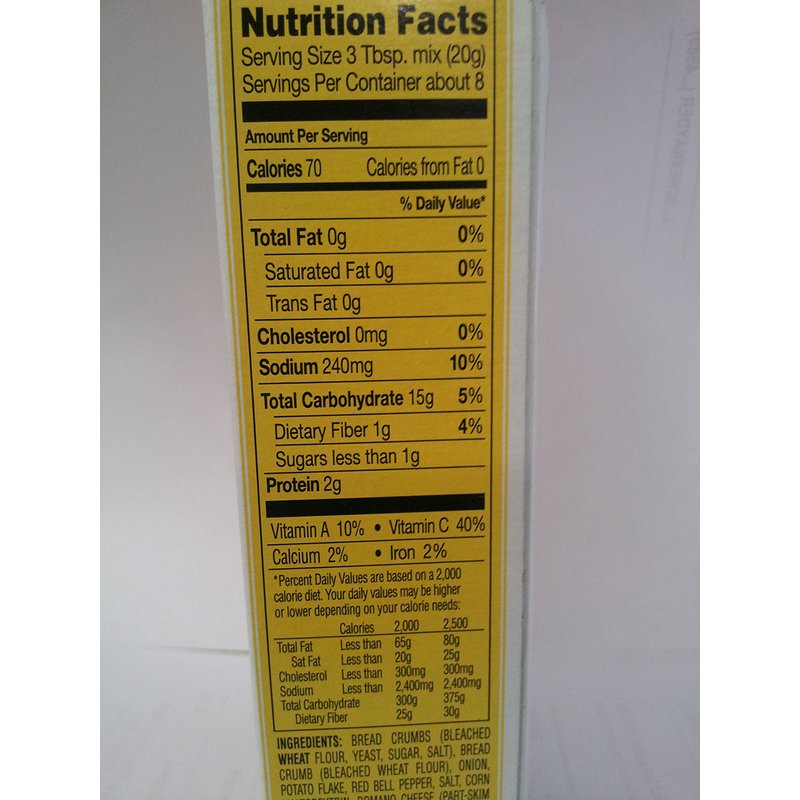 Nutrition Facts
Serving Size 3 Tbsp. mix (20g)
Servings Per Container about 8
Amount Per Serving
Calories 70 Calories from Fat 0
% Daily Value*
Total Fat 0g 0%
Saturated Fat 0g 0%
Trans Fat 0g
Cholesterol 0mg 0%
Sodium 240mg 10%
Total Carbohydrate 15g 5%
Dietary Fiber 1g 4%
Sugars less than 1g
Protein 2g
Vitamin A 10% • Vitamin C 40%
Calcium 2% • Iron 2%
*Percent Daily Values are based on a 2,000
calorie diet. Your daily values may be higher
or lower depending on your calorie needs:
Calories 2,000 2,500
Total Fat Less than 65g 80g
Sat Fat Less than 20g 25g
Cholesterol Less than 300mg 300mg
Sodium Less than 2,400mg 2,400mg
Total Carbohydrate 300g 375g
Dietary Fiber 25g 30g
INGREDIENTS: BREAD CRUMBS (BLEACHED
WHEAT FLOUR, YEAST, SUGAR, SALT), BREAD
CRUMB (BLEACHED WHEAT FLOUR), ONION,
POTATO FLAKE, RED BELL PEPPER, SALT, CORN
ROMANO CHEESE (PART-SKIM